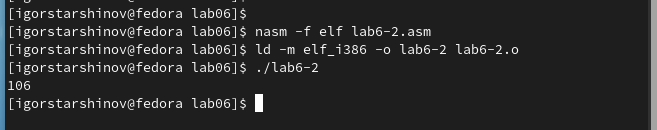 [igorstarshinov@fedora lab06]$
[igorstarshinov@fedora lab06]$ nasm -f elf lab6-2.asm
[igorstarshinov@fedora lab06]$ ld -m elf_i386 -o lab6-2 lab6-2.o
[igorstarshinov@fedora lab06]$ ./lab6-2
106
[igorstarshinov@fedora lab06]$